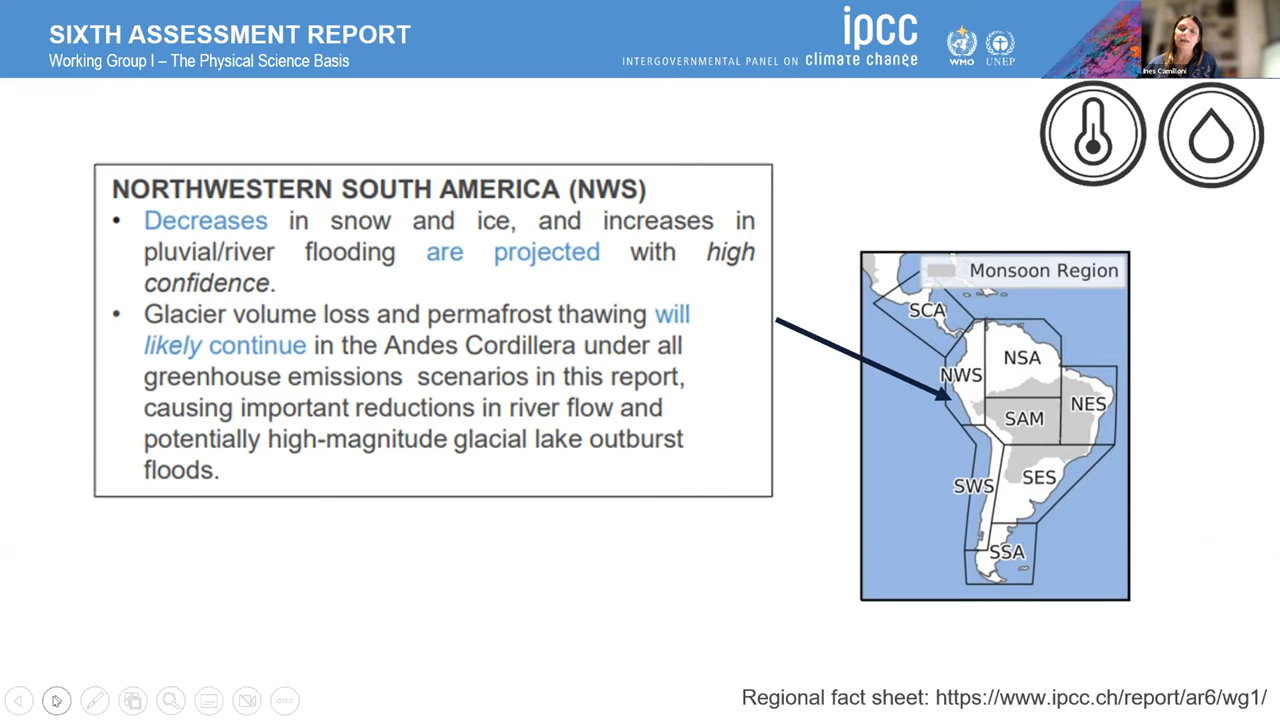 SIXTH ASSESSMENT REPORT
Working Group I – The Physical Science Basis
INTERGOVERNMENTAL PANEL ON climate change
ipcc
WMO
UNEP
Ines Camilloni
NORTHWESTERN SOUTH AMERICA (NWS)
• Decreases in snow and ice, and increases in
pluvial/river flooding are projected with high
confidence.
• Glacier volume loss and permafrost thawing will
likely continue in the Andes Cordillera under all
greenhouse emissions scenarios in this report,
causing important reductions in river flow and
potentially high-magnitude glacial lake outburst
floods.
Monsoon Region
SCA
NSA
NWS
NES
SAM
SES
SWS
SSA
Regional fact sheet: https://www.ipcc.ch/report/ar6/wg1/